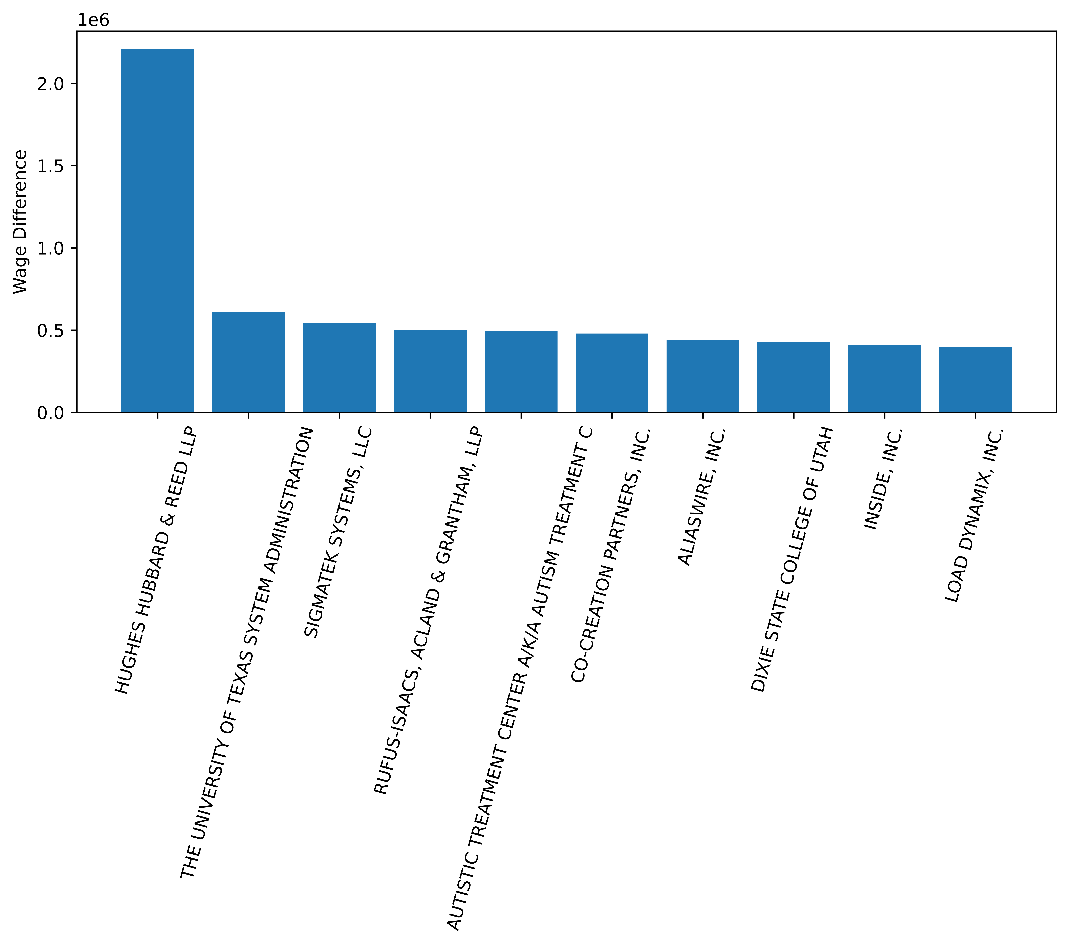 1e6
2.0
1.5
1.0
0.5
0.0
Wage Difference
HUGHES HUBBARD & REED LLP
THE UNIVERSITY OF TEXAS SYSTEM ADMINISTRATION
SIGMATEK SYSTEMS, LLC
RUFUS-ISAACS, ACLAND & GRANTHAM, LLP
AUTISTIC TREATMENT CENTER A/K/A AUTISM TREATMENT C
CO-CREATION PARTNERS, INC.
ALIASWIRE, INC.
DIXIE STATE COLLEGE OF UTAH
INSIDE, INC.
LOAD DYNAMIX, INC.